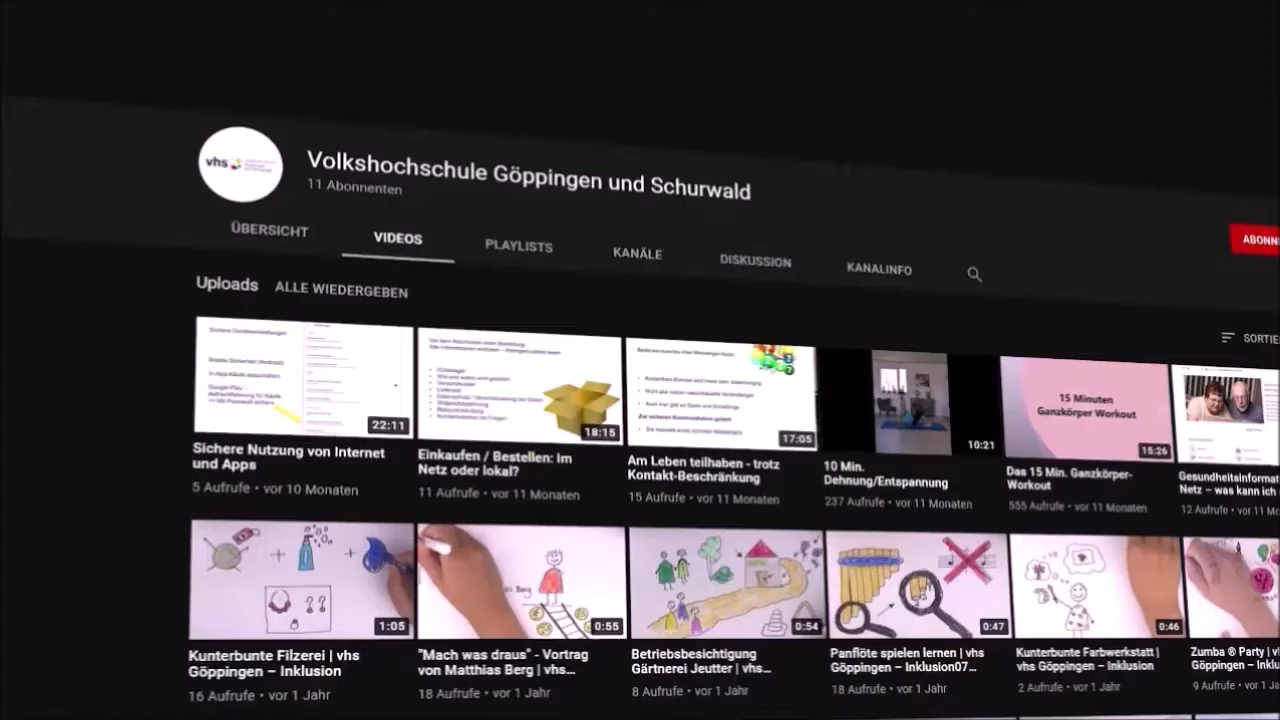 vhs
Volkshochschule Göppingen und Schurwald
11 Abonnenten
ABONN
ÜBERSICHT
VIDEOS
PLAYLISTS
KANÄLE
DISKUSSION
KANALINFO
Uploads
ALLE WIEDERGEBEN
SORTIE
22:11
18:15
17:05
10:21
15 Minuten
Ganzkörper Workout
15:26
Sichere Nutzung von Internet
und Apps
5 Aufrufe • vor 10 Monaten
Einkaufen / Bestellen: Im
Netz oder lokal?
11 Aufrufe • vor 11 Monaten
Am Leben teilhaben - trotz
Kontakt-Beschränkung
15 Aufrufe • vor 11 Monaten
10 Min.
Dehnung/Entspannung
237 Aufrufe • vor 11 Monaten
Das 15 Min. Ganzkörper-
Workout
555 Aufrufe • vor 11 Monaten
Gesundheitsinformat
Netz – was kann ich
12 Aufrufe • vor 11 Mo
1:05
Berg
0:55
0:54
0:47
0:46
Kunterbunte Filzerei | vhs
Göppingen – Inklusion
16 Aufrufe • vor 1 Jahr
"Mach was draus" - Vortrag
von Matthias Berg | vhs...
18 Aufrufe • vor 1 Jahr
Betriebsbesichtigung
Gärtnerei Jeutter | vhs...
8 Aufrufe • vor 1 Jahr
Panflöte spielen lernen | vhs
Göppingen – Inklusion07...
18 Aufrufe • vor 1 Jahr
Kunterbunte Farbwerkstatt |
vhs Göppingen – Inklusion
2 Aufrufe • vor 1 Jahr
Zumba ® Party | v
Göppingen – Inkl
9 Aufrufe • vor 1 J